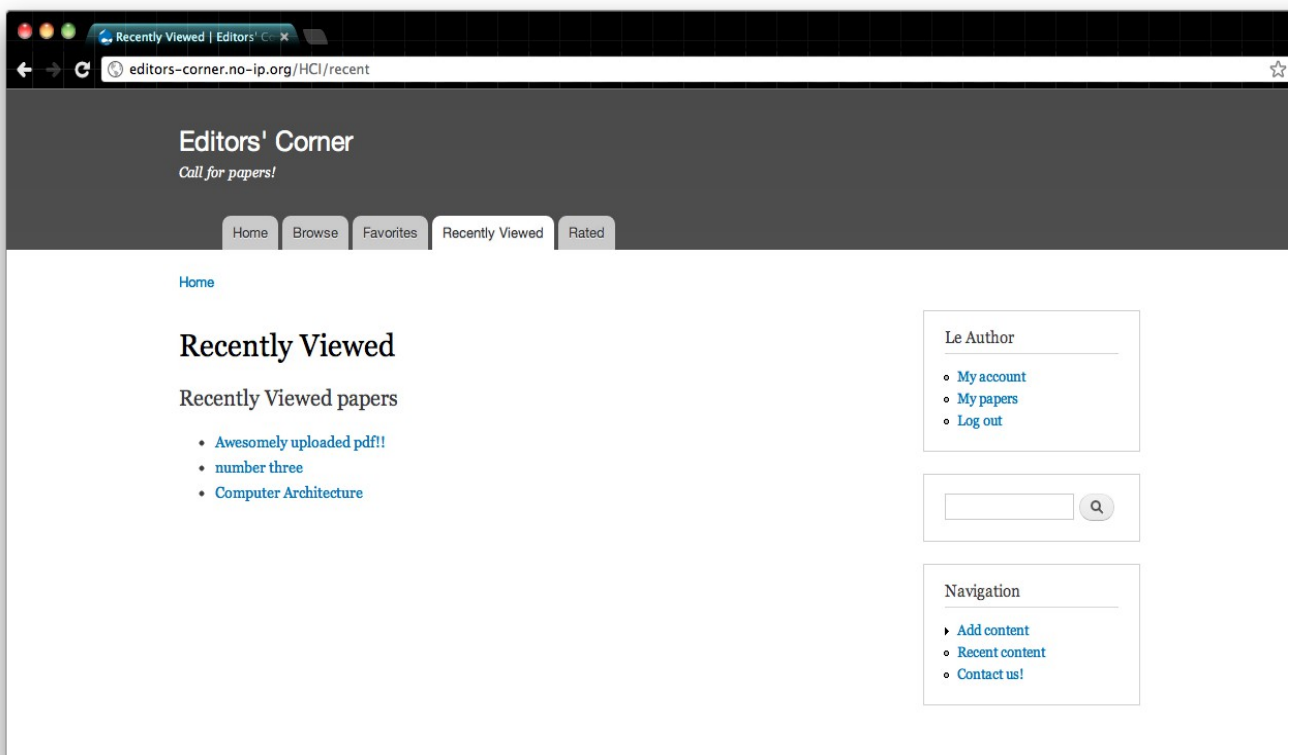 Recently Viewed | Editors' Co
editors-corner.no-ip.org/HCI/recent
Editors' Corner
Call for papers!
Home Browse Favorites Recently Viewed Rated
Home
Recently Viewed
Recently Viewed papers
Awesomely uploaded pdf!!
number three
Computer Architecture
Le Author
My account
My papers
Log out
Navigation
Add content
Recent content
Contact us!